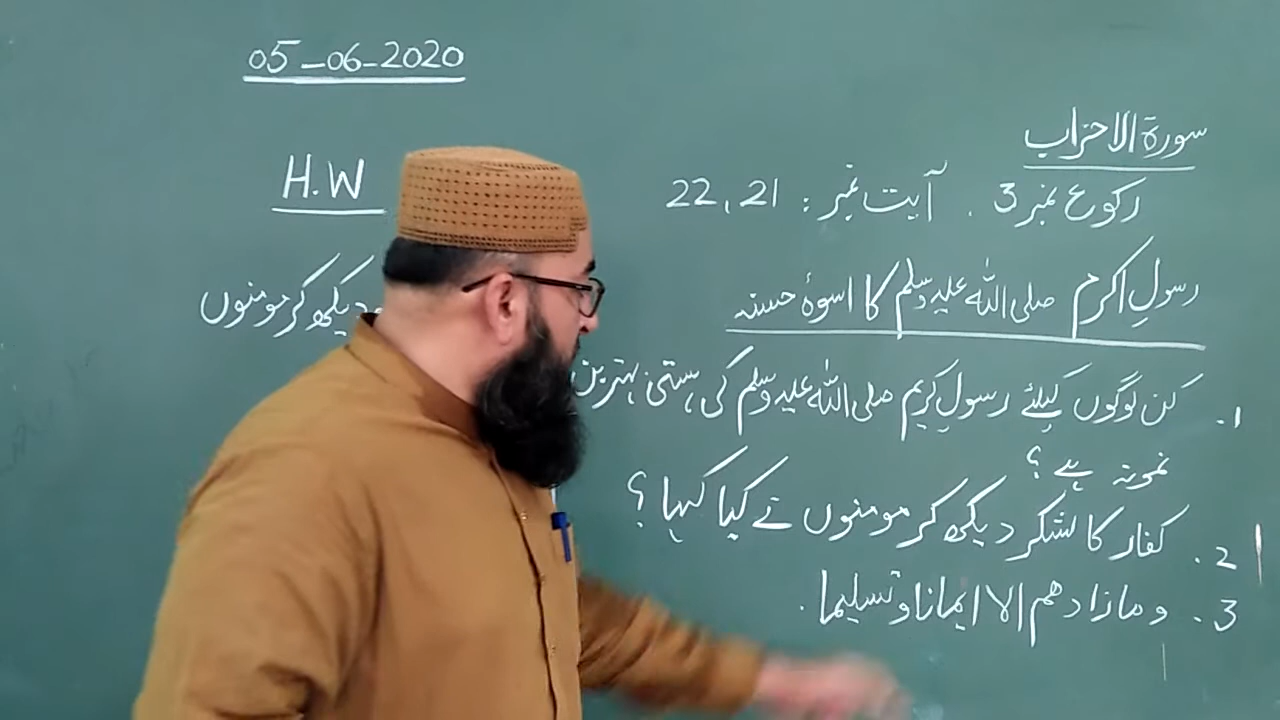 05-06-2020
سورة الاحزاب
رکوع نمبر 3 . آیت نمبر : 21 , 22
رسولِ اکرم صلی اللہ علیہ وسلم کا اسوۂ حسنہ
1. کن لوگوں کیلئے رسولِ کریم صلی اللہ علیہ وسلم کی ہستی بہترین
نمونہ ہے ؟
2. کفار کا لشکر دیکھ کر مومنوں نے کیا کہا ؟
3. وما زادهم الا ایمانا و تسلیما .
H.W
دیکھ کر مومنوں